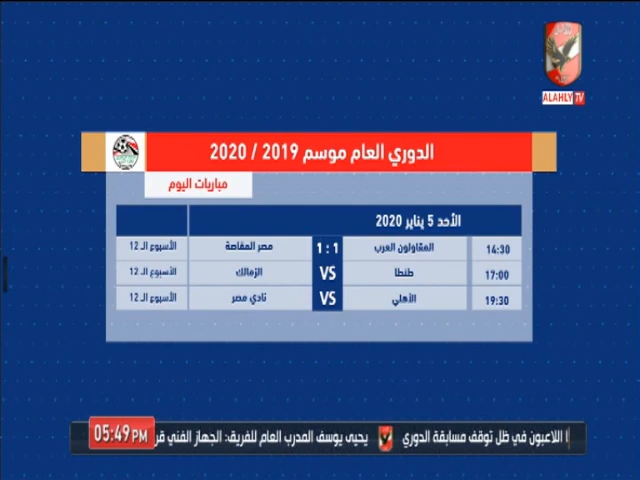 ALAHLY TV
الدوري العام موسم 2019 / 2020
مباريات اليوم
الأحد 5 يناير 2020
14:30 المقاولون العرب 1 : 1 مصر المقاصة الأسبوع الـ 12
17:00 طنطا VS الزمالك الأسبوع الـ 12
19:30 الأهلي VS نادي مصر الأسبوع الـ 12
اللاعبون في ظل توقف مسابقة الدوري يحيى يوسف المدرب العام للفريق: الجهاز الفني قر
05:49 PM